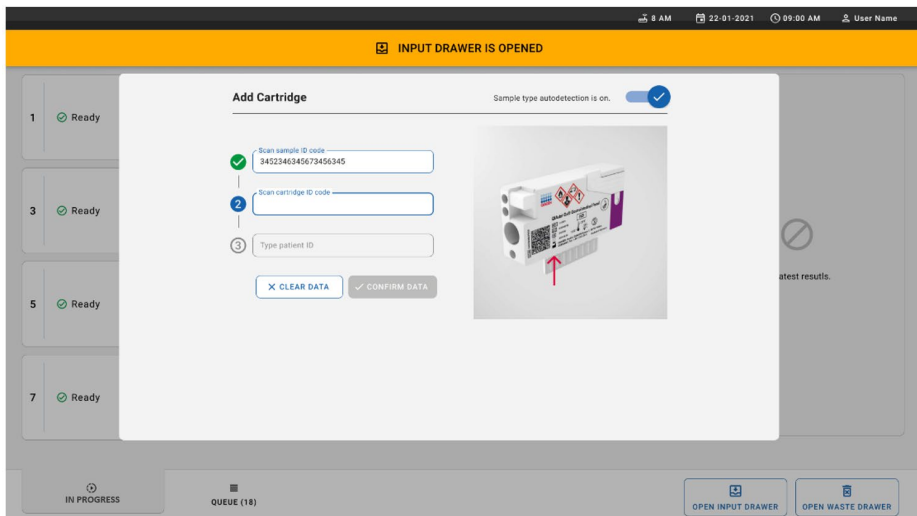 8 AM 22-01-2021 09:00 AM User Name
INPUT DRAWER IS OPENED
Add Cartridge
Sample type autodetection is on.
1 Ready
Scan sample ID code
3452346345673456345
Scan cartridge ID code
2
3 Ready
3 Type patient ID
atest resutls.
CLEAR DATA CONFIRM DATA
5 Ready
7 Ready
IN PROGRESS
QUEUE (18)
OPEN INPUT DRAWER
OPEN WASTE DRAWER